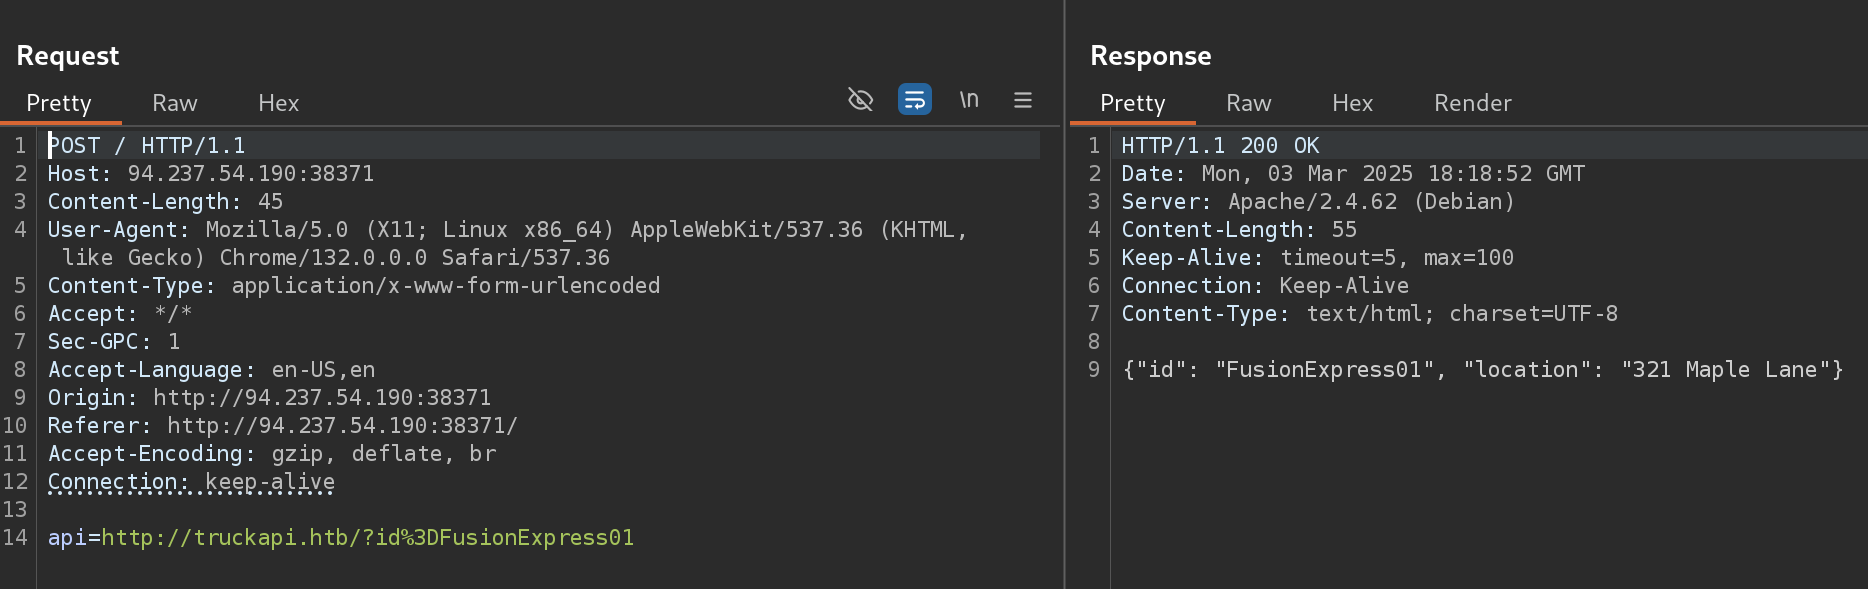 Request
Pretty Raw Hex \n
1 POST / HTTP/1.1
2 Host: 94.237.54.190:38371
3 Content-Length: 45
4 User-Agent: Mozilla/5.0 (X11; Linux x86_64) AppleWebKit/537.36 (KHTML,
like Gecko) Chrome/132.0.0.0 Safari/537.36
5 Content-Type: application/x-www-form-urlencoded
6 Accept: */*
7 Sec-GPC: 1
8 Accept-Language: en-US,en
9 Origin: http://94.237.54.190:38371
10 Referer: http://94.237.54.190:38371/
11 Accept-Encoding: gzip, deflate, br
12 Connection: keep-alive
13
14 api=http://truckapi.htb/?id%3DFusionExpress01
Response
Pretty Raw Hex Render
1 HTTP/1.1 200 OK
2 Date: Mon, 03 Mar 2025 18:18:52 GMT
3 Server: Apache/2.4.62 (Debian)
4 Content-Length: 55
5 Keep-Alive: timeout=5, max=100
6 Connection: Keep-Alive
7 Content-Type: text/html; charset=UTF-8
8
9 {"id": "FusionExpress01", "location": "321 Maple Lane"}